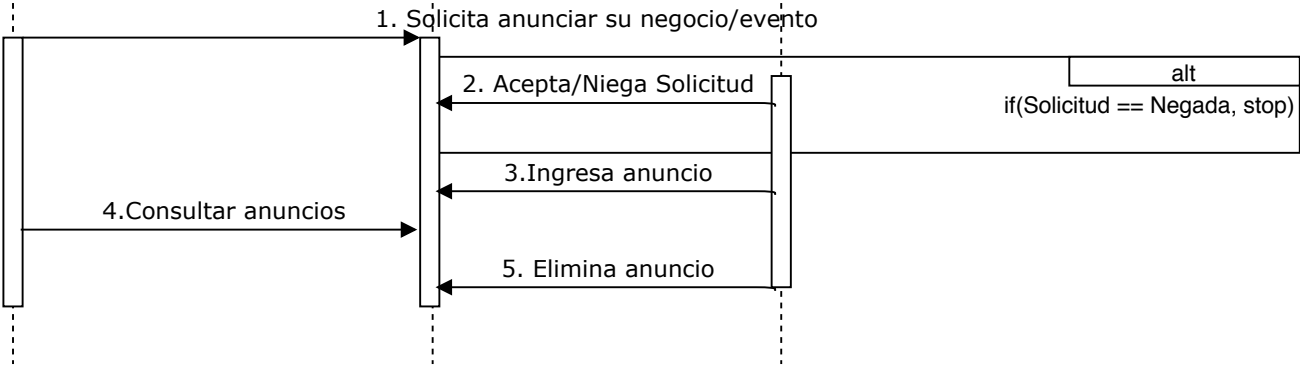 1. Solicita anunciar su negocio/evento
alt
2. Acepta/Niega Solicitud
if(Solicitud == Negada, stop)
3.Ingresa anuncio
4.Consultar anuncios
5. Elimina anuncio